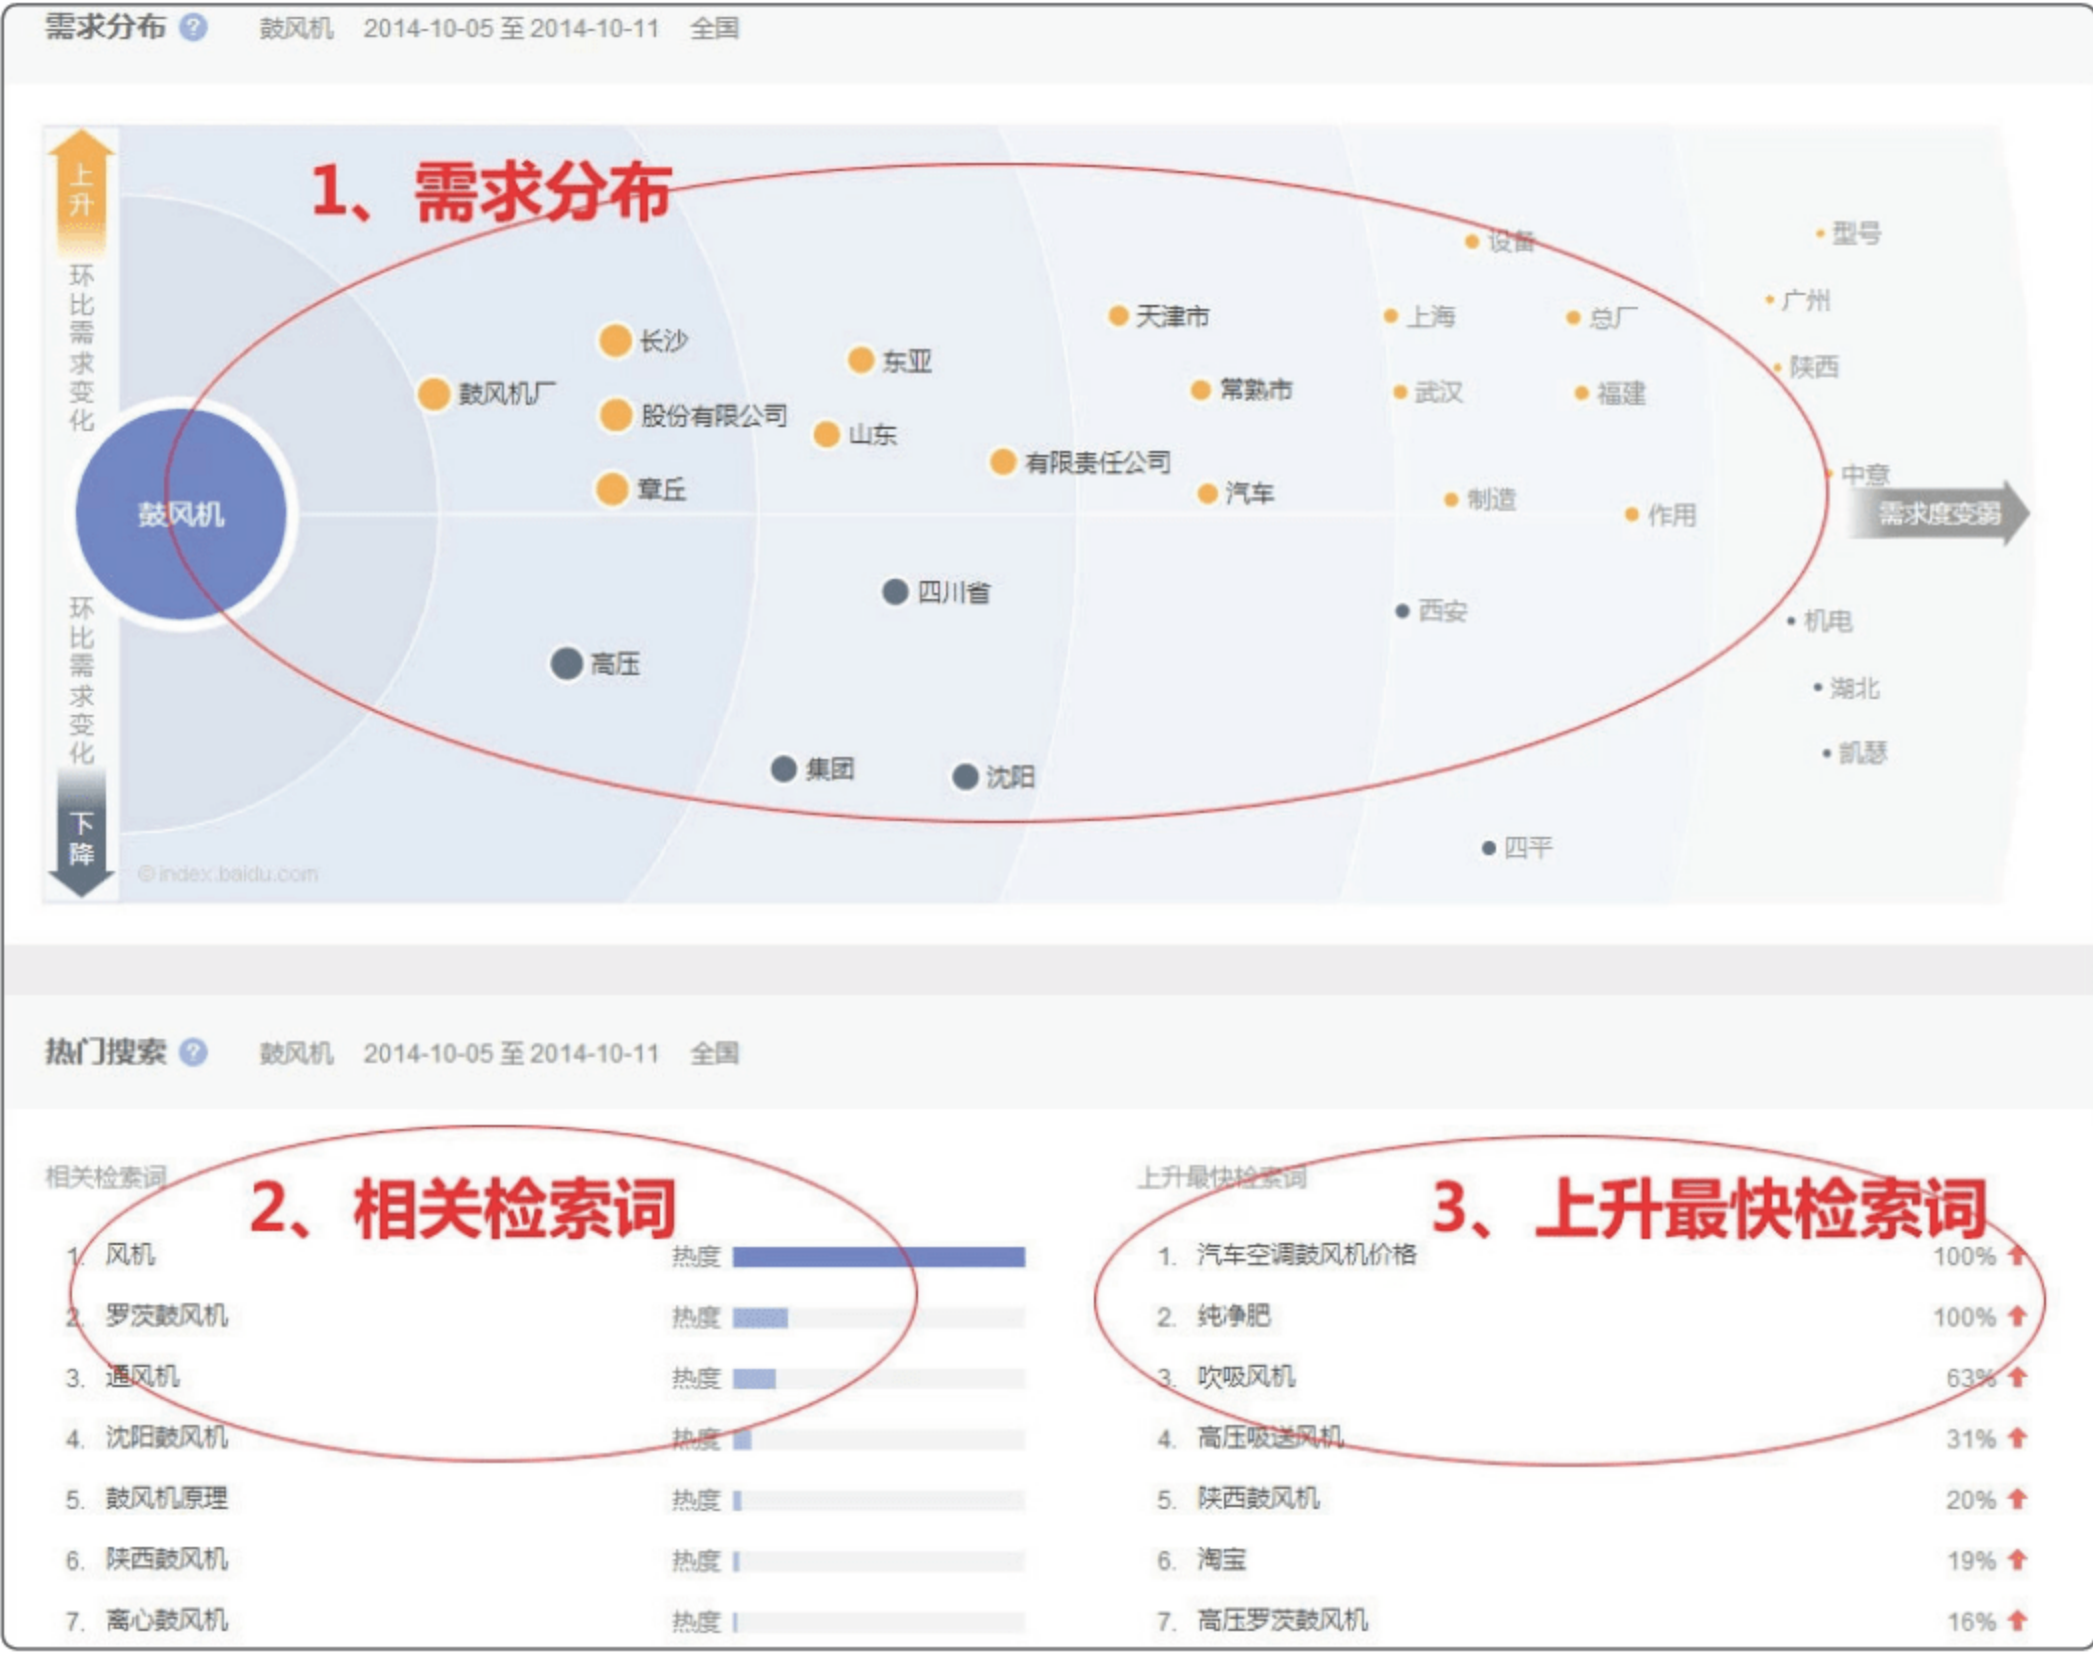 需求分布 ? 鼓风机 2014-10-05 至 2014-10-11 全国
上升
环比需求变化
1、需求分布
设备
型号
广州
长沙
天津市
上海
总厂
东亚
陕西
鼓风机厂
股份有限公司
常熟市
武汉
福建
山东
有限责任公司
中意
章丘
汽车
制造
作用
鼓风机
需求度变弱
四川省
西安
机电
环比需求变化
高压
湖北
集团
沈阳
凯瑟
下降
四平
©index.baidu.com
热门搜索 ? 鼓风机 2014-10-05 至 2014-10-11 全国
相关检索词
2、相关检索词
1. 风机 热度
2. 罗茨鼓风机 热度
3. 通风机 热度
4. 沈阳鼓风机 热度
5. 鼓风机原理 热度
6. 陕西鼓风机 热度
7. 离心鼓风机 热度
上升最快检索词
3、上升最快检索词
1. 汽车空调鼓风机价格 100%
2. 纯净肥 100%
3. 吹吸风机 63%
4. 高压吸送风机 31%
5. 陕西鼓风机 20%
6. 淘宝 19%
7. 高压罗茨鼓风机 16%